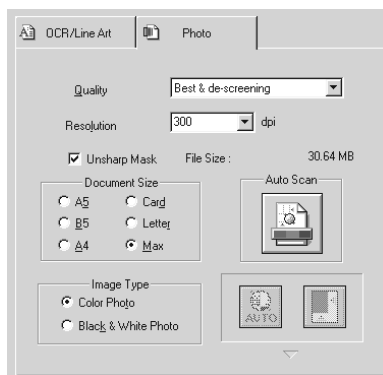 OCR/Line Art Photo
Quality Best & de-screening
Resolution 300 dpi
Unsharp Mask File Size : 30.64 MB
Document Size
A5 Card
B5 Letter
A4 Max
Auto Scan
Image Type
Color Photo
Black & White Photo
AUTO